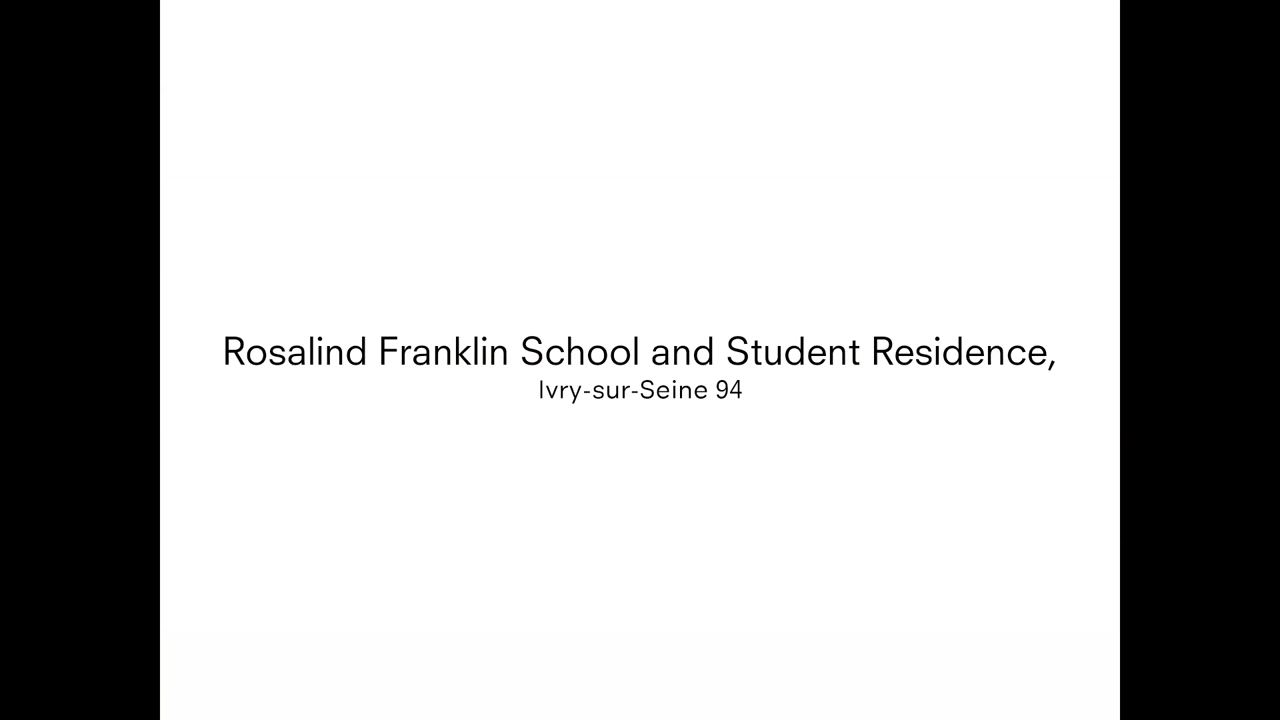 Rosalind Franklin School and Student Residence,
Ivry-sur-Seine 94